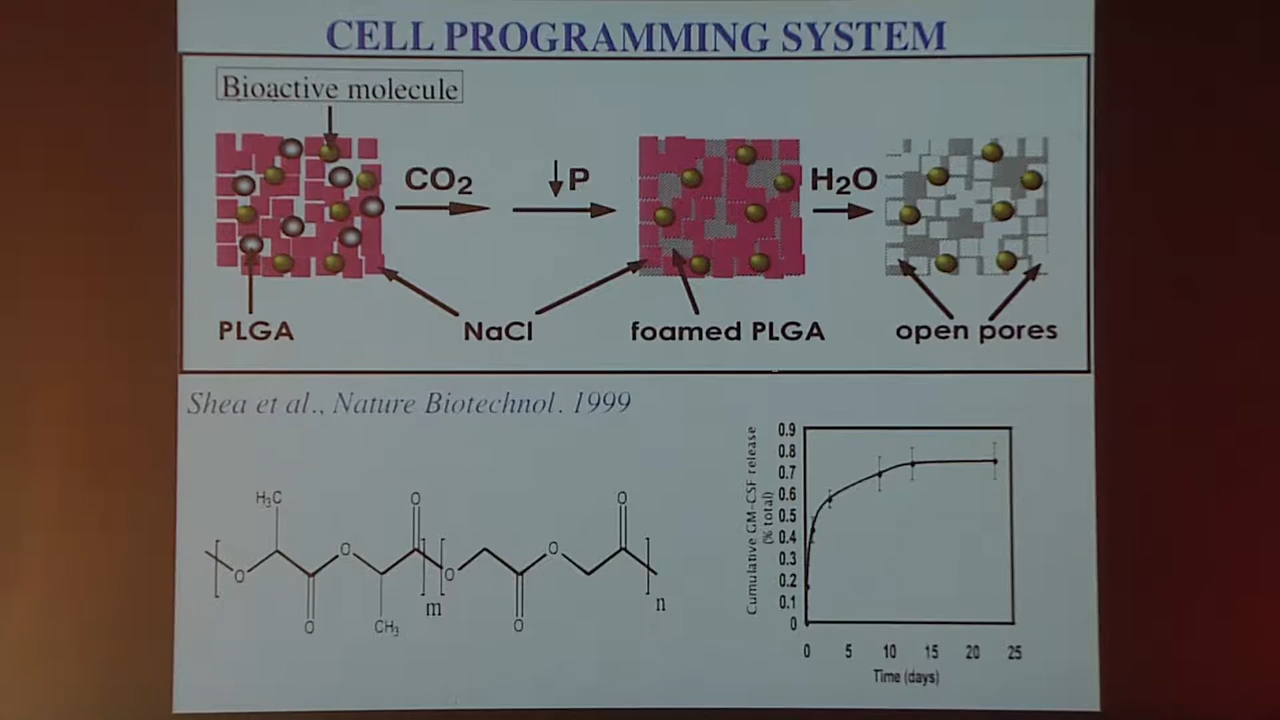 CELL PROGRAMMING SYSTEM
Bioactive molecule
CO2
↓P
H2O
PLGA
NaCl
foamed PLGA
open pores
Shea et al., Nature Biotechnol. 1999
H3C
O
O
O
O
O
CH3
m
O
O
O
n
Cumulative GM-CSF release
(% total)
0.9
0.8
0.7
0.6
0.5
0.4
0.3
0.2
0.1
0
0 5 10 15 20 25
Time (days)